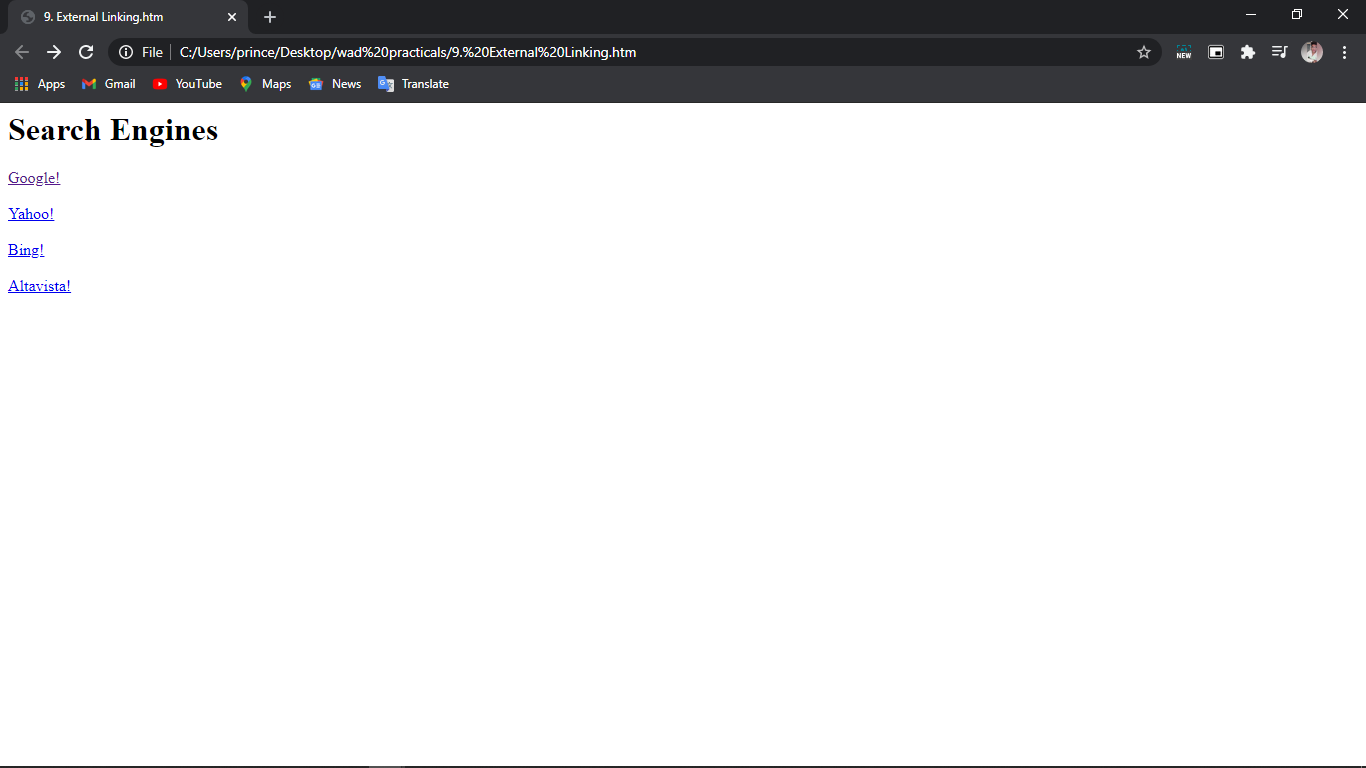 9. External Linking.htm
File C:/Users/prince/Desktop/wad%20practicals/9.%20External%20Linking.htm
NEW
Apps Gmail YouTube Maps News Translate
Search Engines
Google!
Yahoo!
Bing!
Altavista!